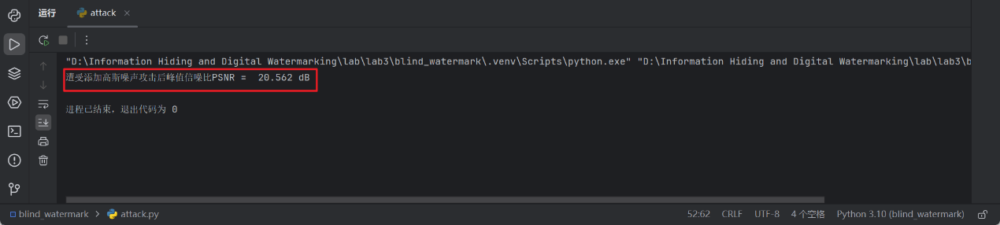 运行
attack
"D:\Information Hiding and Digital Watermarking\lab\lab3\blind_watermark\.venv\Scripts\python.exe" "D:\Information Hiding and Digital Watermarking\lab\lab3\b
遭受添加高斯噪声攻击后峰值信噪比PSNR =  20.562 dB
进程已结束，退出代码为 0
blind_watermark > attack.py 52:62 CRLF UTF-8 4 个空格 Python 3.10 (blind_watermark)